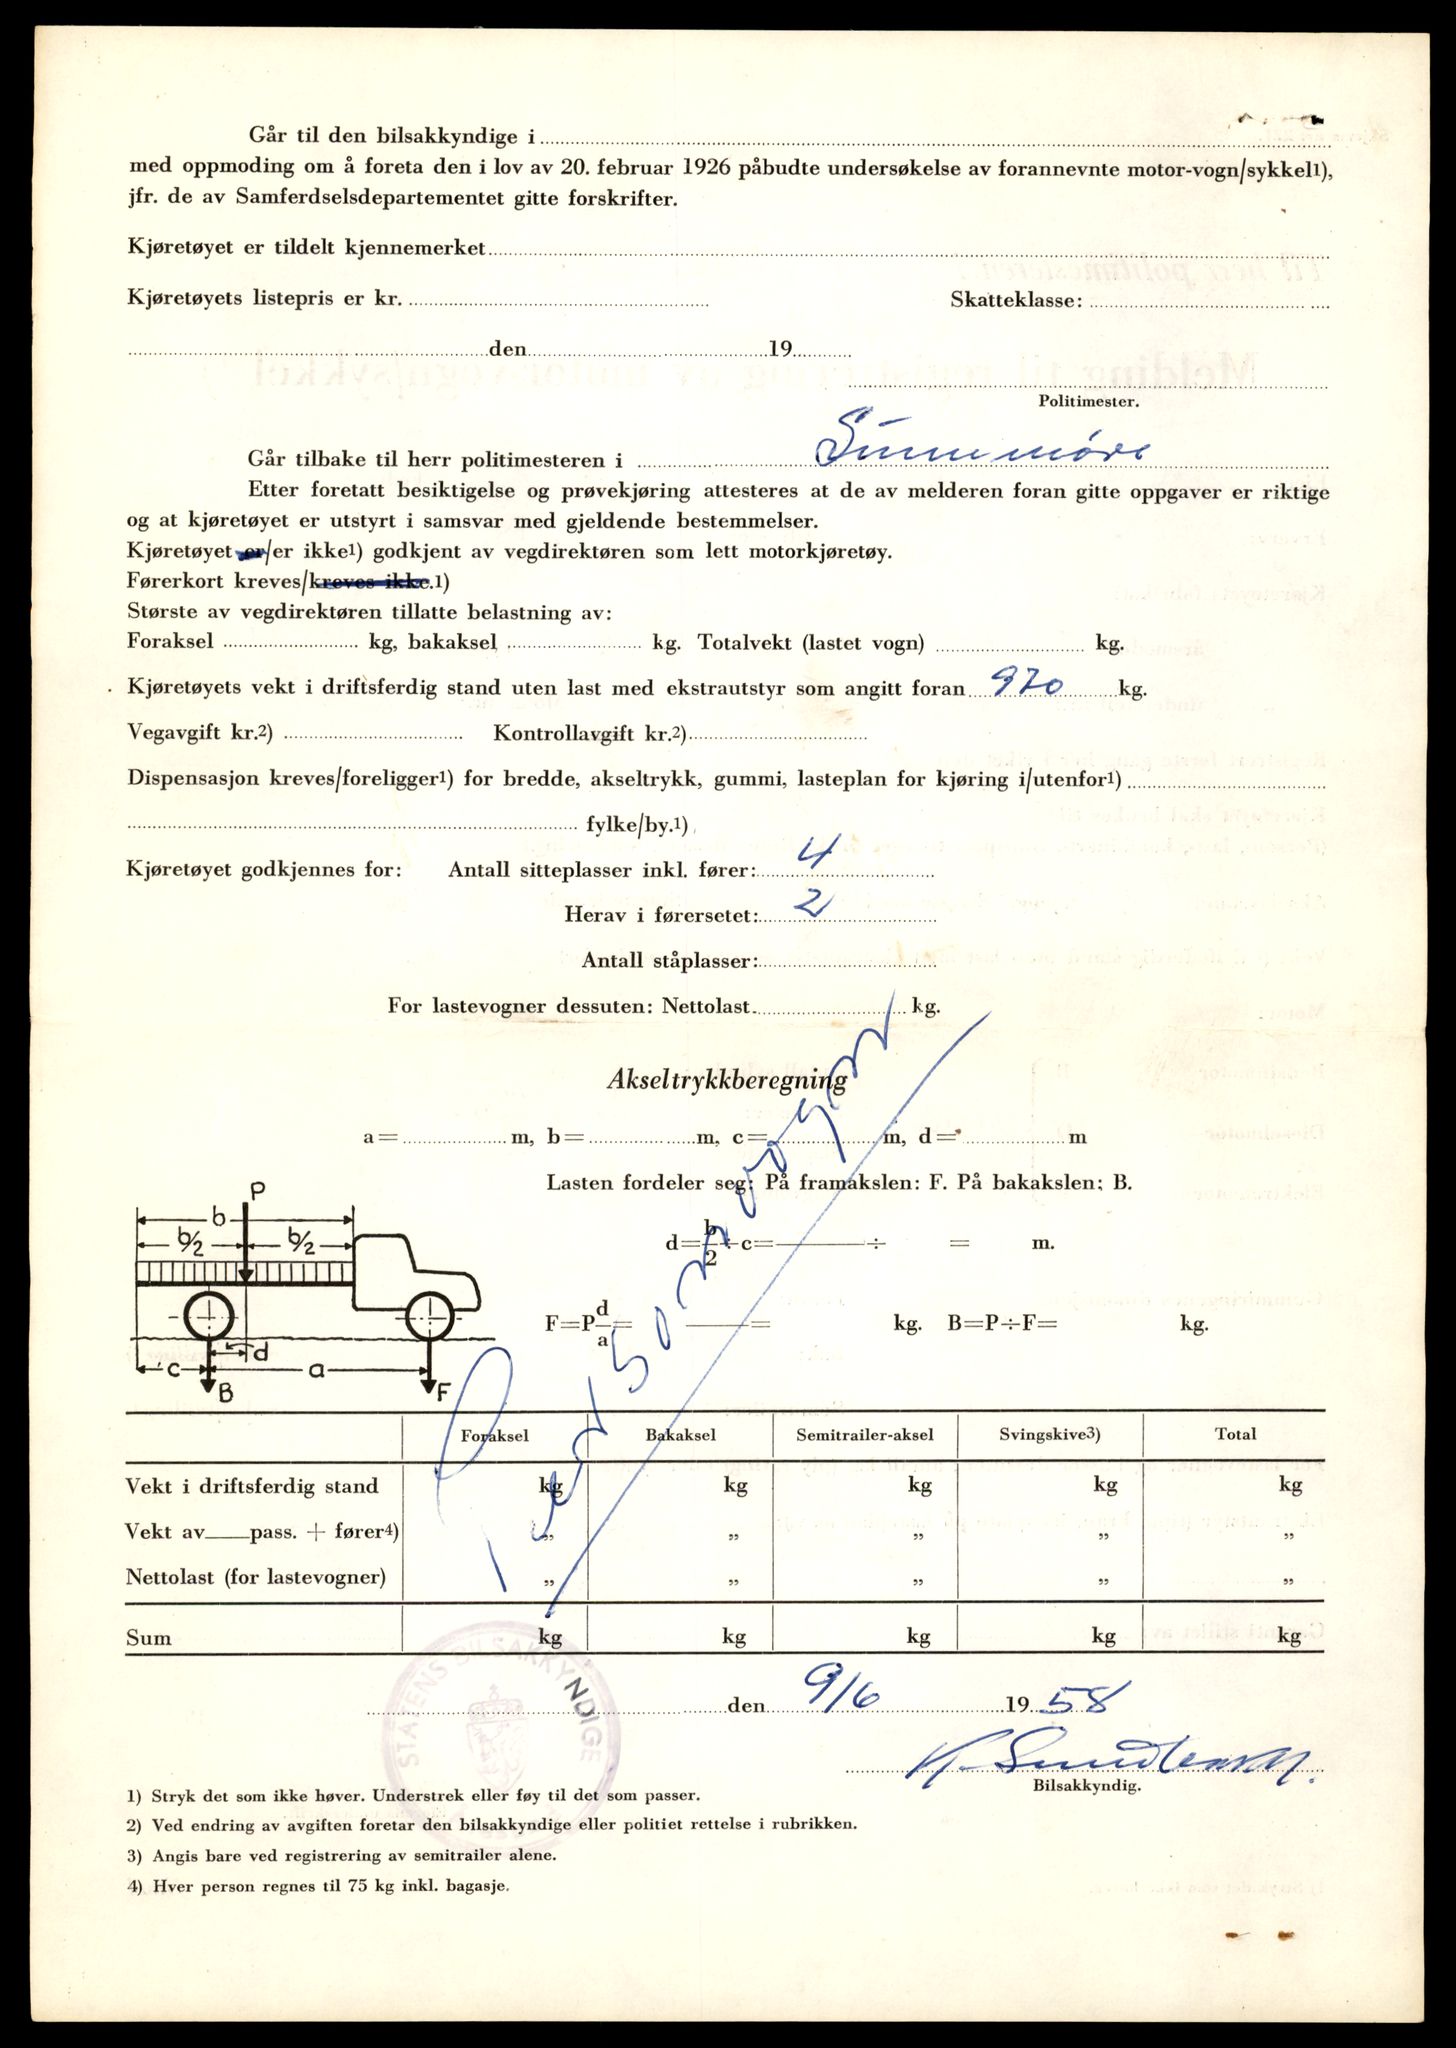 Går til den bilsakkyndige i
med oppmoding om å foreta den i lov av 20. februar 1926 påbudte undersøkelse av forannevnte motor-vogn/sykkel1),
jfr. de av Samferdselsdepartementet gitte forskrifter.
Kjøretøyet er tildelt kjennemerket
Kjøretøyets listepris er kr. Skatteklasse:
den 19
Politimester.
Går tilbake til herr politimesteren i Sunnmøre
Etter foretatt besiktigelse og prøvekjøring attesteres at de av melderen foran gitte oppgaver er riktige
og at kjøretøyet er utstyrt i samsvar med gjeldende bestemmelser.
Kjøretøyet er/er ikke1) godkjent av vegdirektøren som lett motorkjøretøy.
Førerkort kreves/kreves ikke.1)
Største av vegdirektøren tillatte belastning av:
Foraksel kg, bakaksel kg. Totalvekt (lastet vogn) kg.
Kjøretøyets vekt i driftsferdig stand uten last med ekstrautstyr som angitt foran 970 kg.
Vegavgift kr.2) Kontrollavgift kr.2)
Dispensasjon kreves/foreligger1) for bredde, akseltrykk, gummi, lasteplan for kjøring i/utenfor1)
fylke/by.1)
Kjøretøyet godkjennes for: Antall sitteplasser inkl. fører: 4
Herav i førersetet: 2
Antall ståplasser:
For lastevogner dessuten: Nettolast kg.
Akseltrykkberegning
a= m, b= m, c= m, d= m
Lasten fordeler seg: På framakslen: F. På bakakslen: B.
d= b/2 ÷ c= ÷ = m.
F=P d/a = = kg. B=P÷F= kg.
P
b
b/2 b/2
d
c a
B F
Personvogn
Foraksel Bakaksel Semitrailer-aksel Svingskive3) Total
Vekt i driftsferdig stand kg kg kg kg kg
Vekt av pass. + fører4) „ „ „ „ „
Nettolast (for lastevogner) „ „ „ „ „
Sum kg kg kg kg kg
STATENS BILSAKKYNDIGE
den 9/6 1958
Bilsakkyndig.
1) Stryk det som ikke høver. Understrek eller føy til det som passer.
2) Ved endring av avgiften foretar den bilsakkyndige eller politiet rettelse i rubrikken.
3) Angis bare ved registrering av semitrailer alene.
4) Hver person regnes til 75 kg inkl. bagasje.